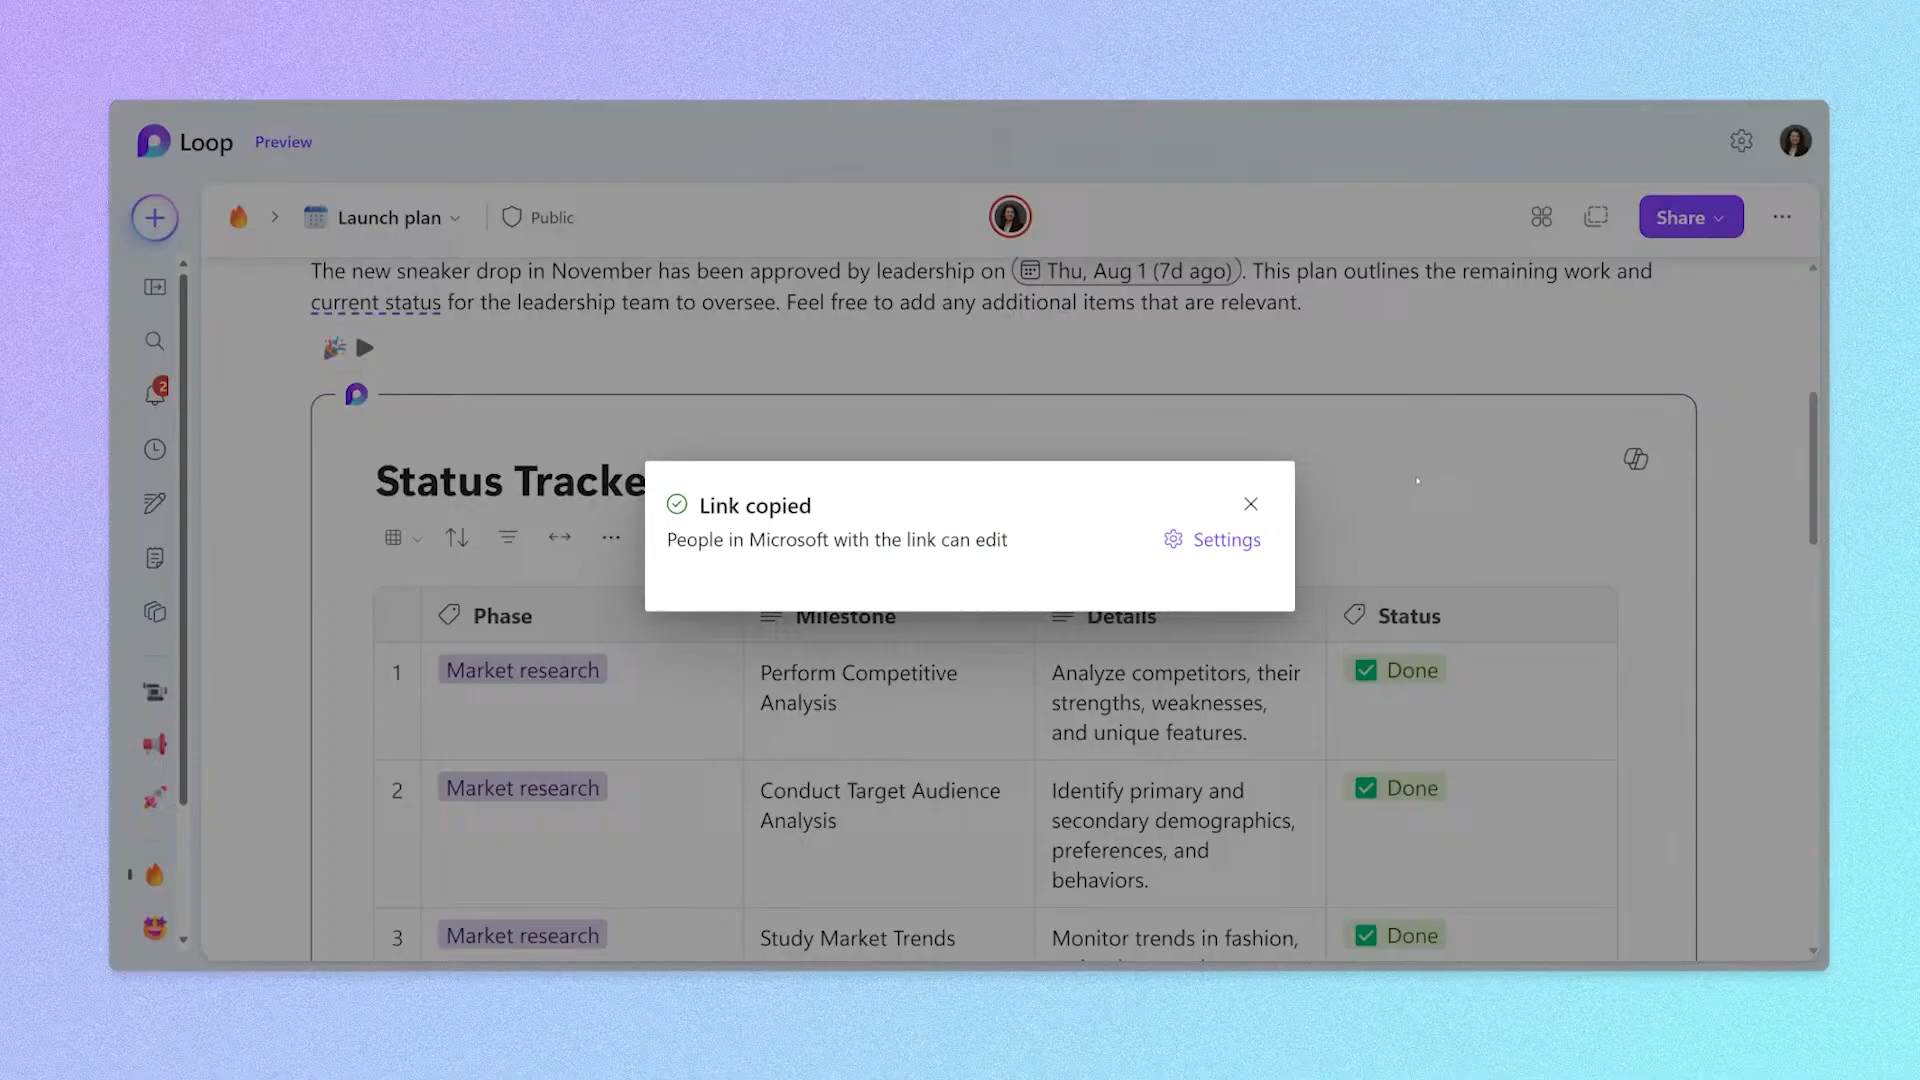 Loop Preview
Launch plan Public Share
The new sneaker drop in November has been approved by leadership on Thu, Aug 1 (7d ago). This plan outlines the remaining work and
current status for the leadership team to oversee. Feel free to add any additional items that are relevant.
2
Status Tracke
Link copied
People in Microsoft with the link can edit Settings
Phase Milestone Details Status
1 Market research Perform Competitive Analysis Analyze competitors, their strengths, weaknesses, and unique features. Done
2 Market research Conduct Target Audience Analysis Identify primary and secondary demographics, preferences, and behaviors. Done
3 Market research Study Market Trends Monitor trends in fashion, Done